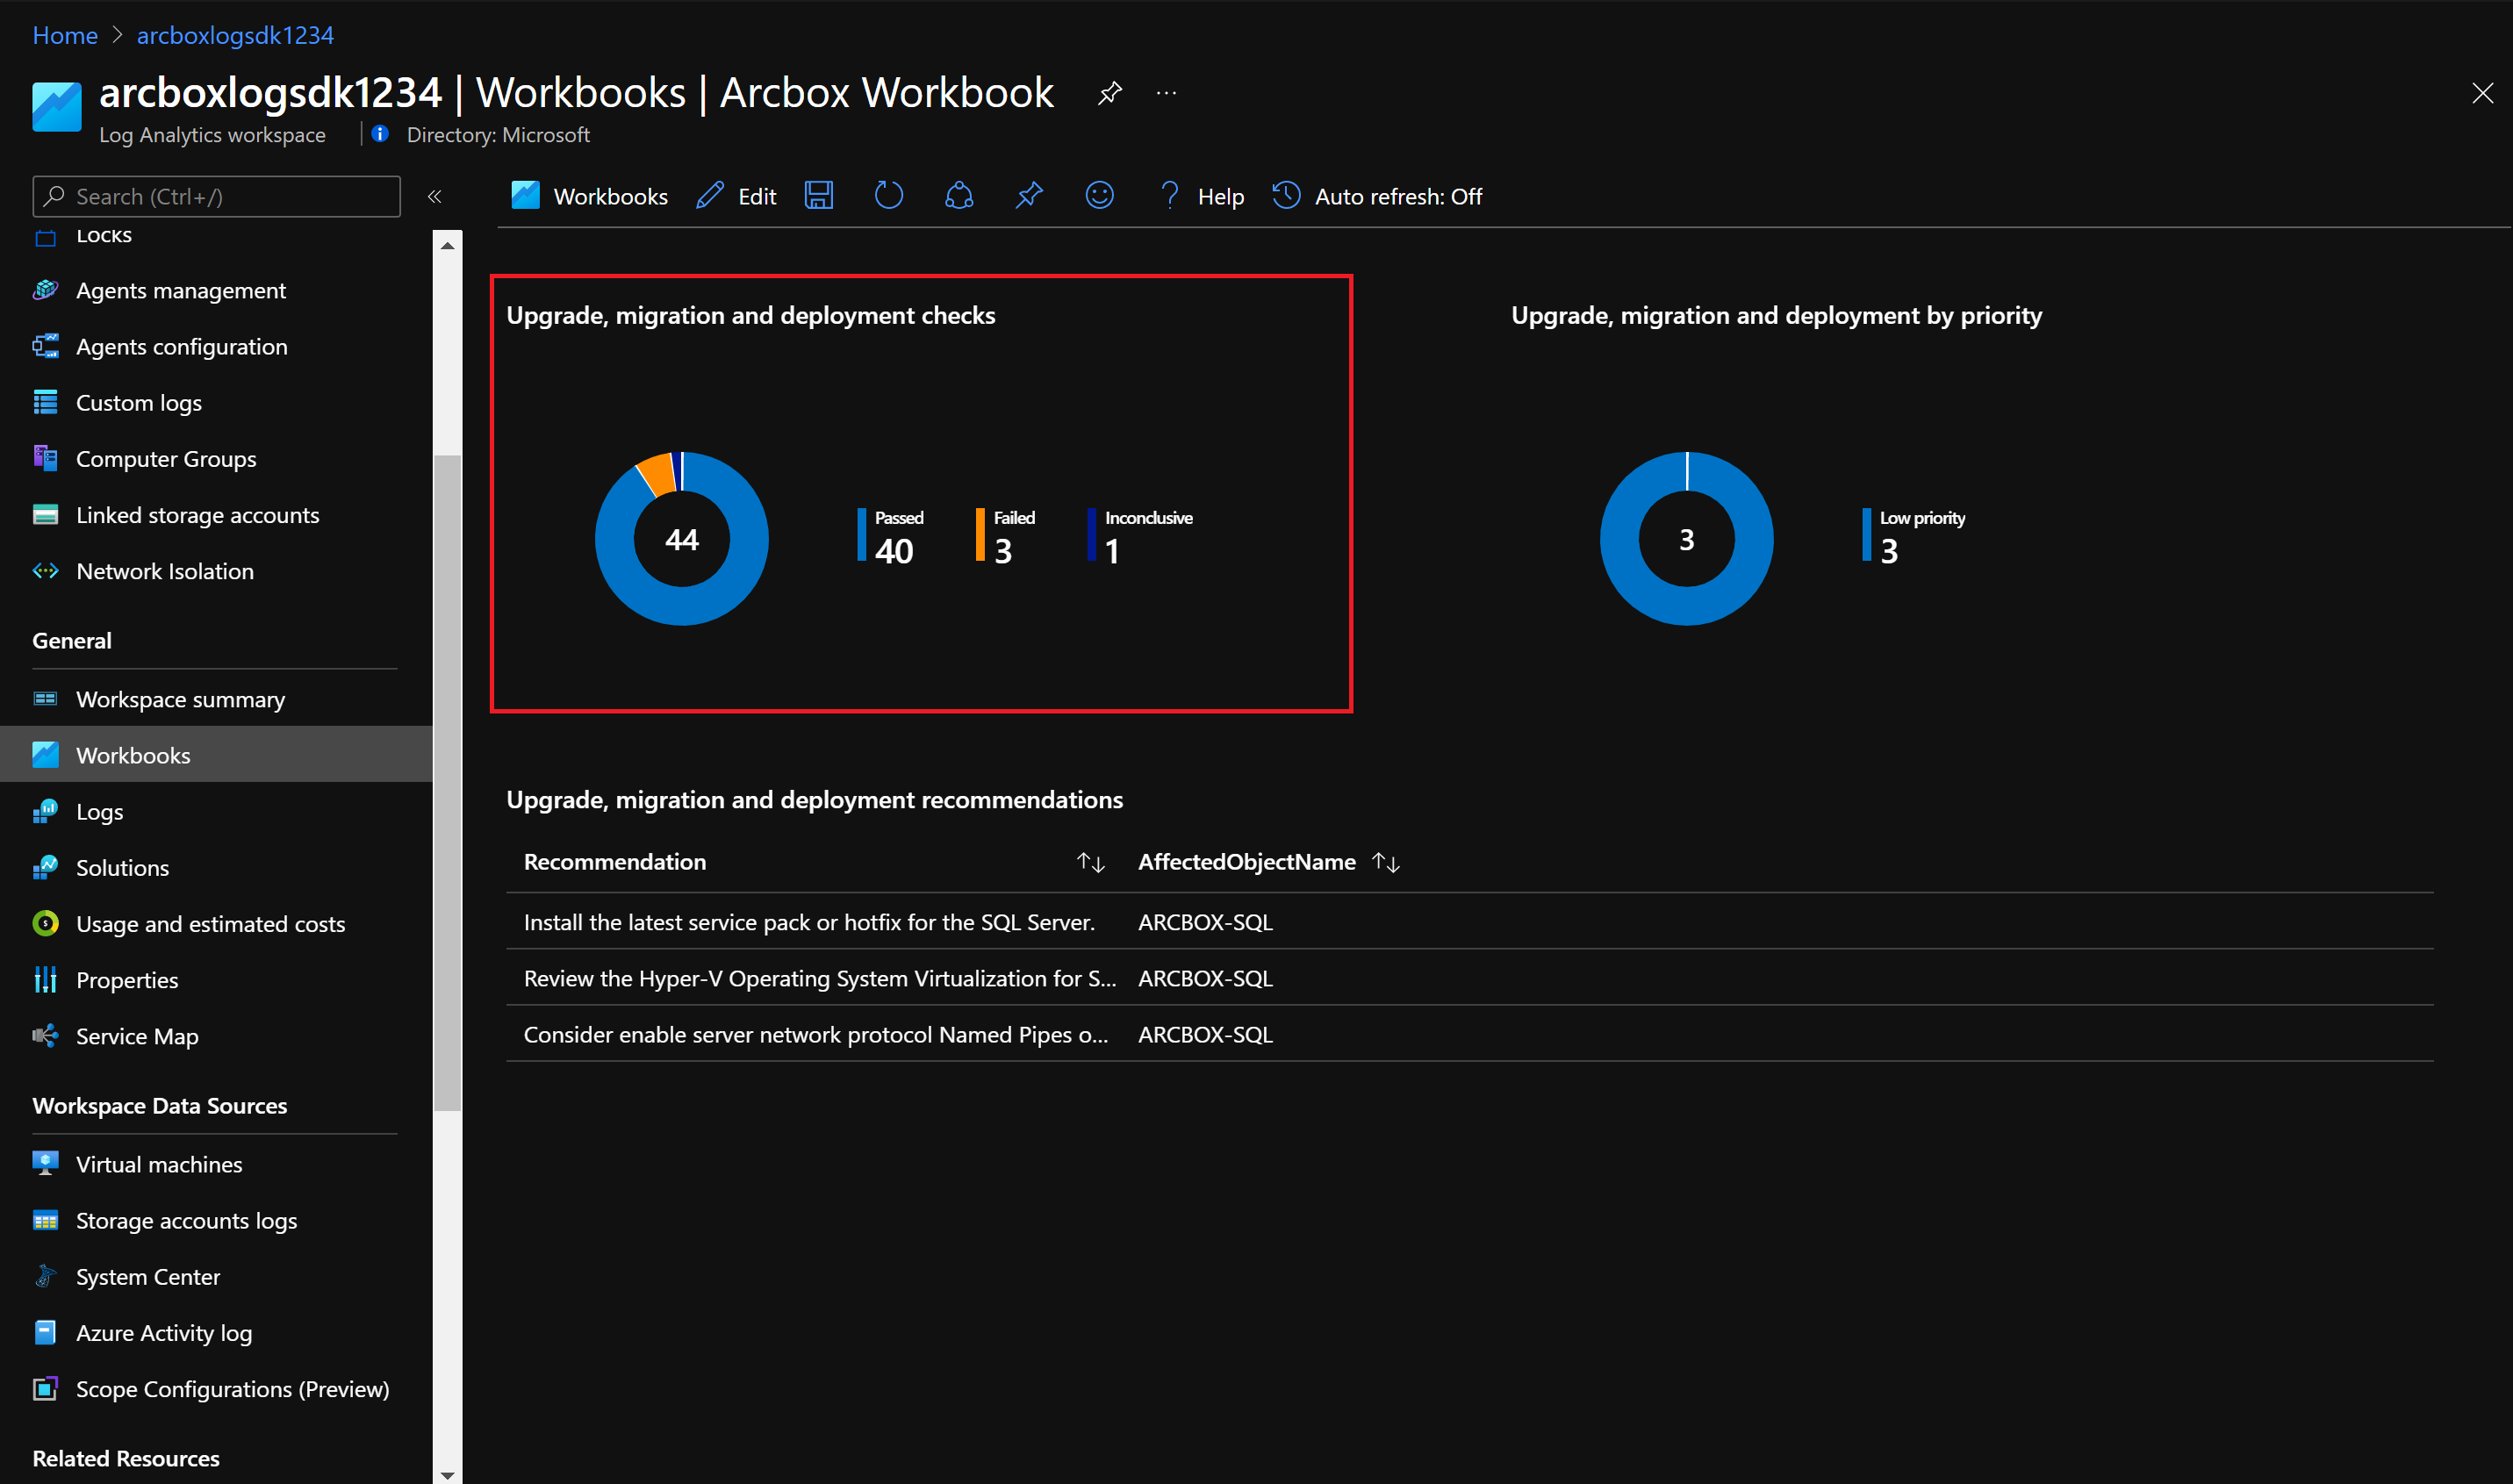 Home > arcboxlogsdk1234
arcboxlogsdk1234 | Workbooks | Arcbox Workbook ...
Log Analytics workspace | Directory: Microsoft
Search (Ctrl+/) «
Workbooks Edit Help Auto refresh: Off
Locks
Agents management
Agents configuration
Custom logs
Computer Groups
Linked storage accounts
Network Isolation
General
Workspace summary
Workbooks
Logs
Solutions
Usage and estimated costs
Properties
Service Map
Workspace Data Sources
Virtual machines
Storage accounts logs
System Center
Azure Activity log
Scope Configurations (Preview)
Related Resources
Upgrade, migration and deployment checks
44
Passed
40
Failed
3
Inconclusive
1
Upgrade, migration and deployment by priority
3
Low priority
3
Upgrade, migration and deployment recommendations
Recommendation ↑↓ AffectedObjectName ↑↓
Install the latest service pack or hotfix for the SQL Server. ARCBOX-SQL
Review the Hyper-V Operating System Virtualization for S... ARCBOX-SQL
Consider enable server network protocol Named Pipes o... ARCBOX-SQL